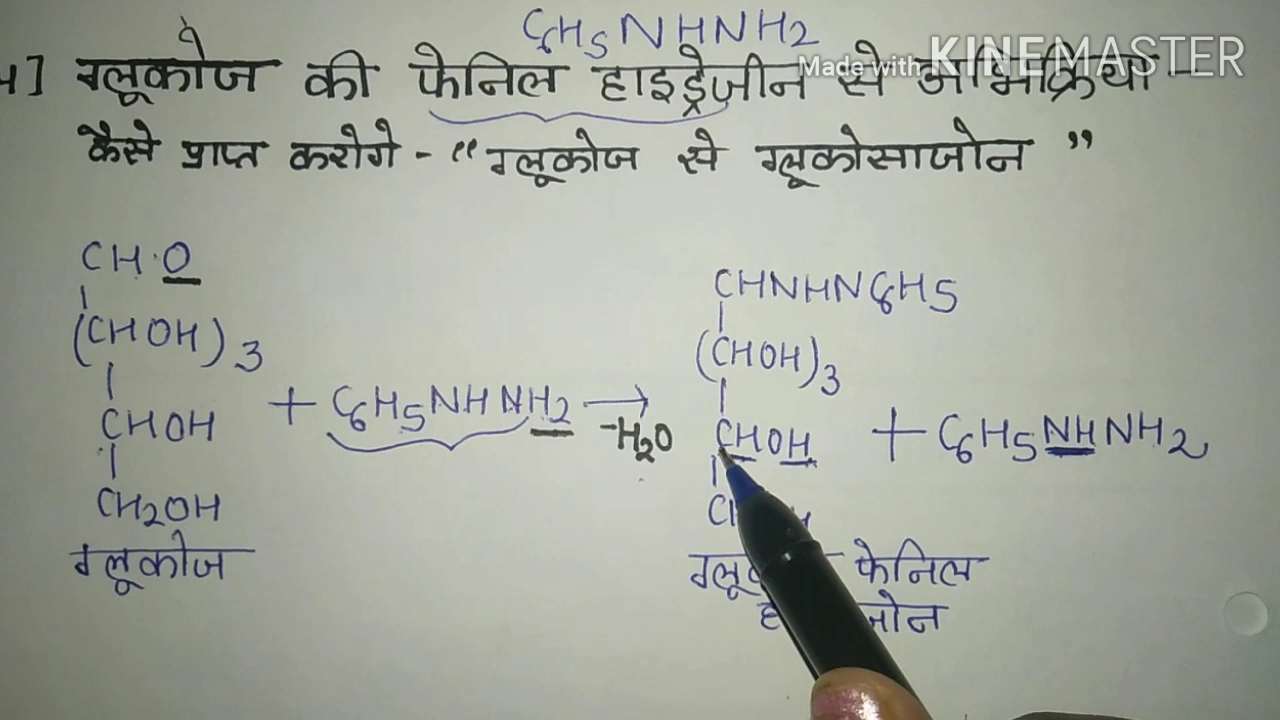 C6H5NHNH2
Made with KINEMASTER
4] ग्लूकोज की फेनिल हाइड्रेजीन से अभिक्रिया -
कैसे प्राप्त करोगे - " ग्लूकोज से ग्लूकोसाजोन "
CH·O
(CHOH)3
CHOH
CH2OH
ग्लूकोज
+ C6H5NHNH2 →
-H2O
CHNHNC6H5
(CHOH)3
CHOH
+ C6H5NHNH2
फेनिल